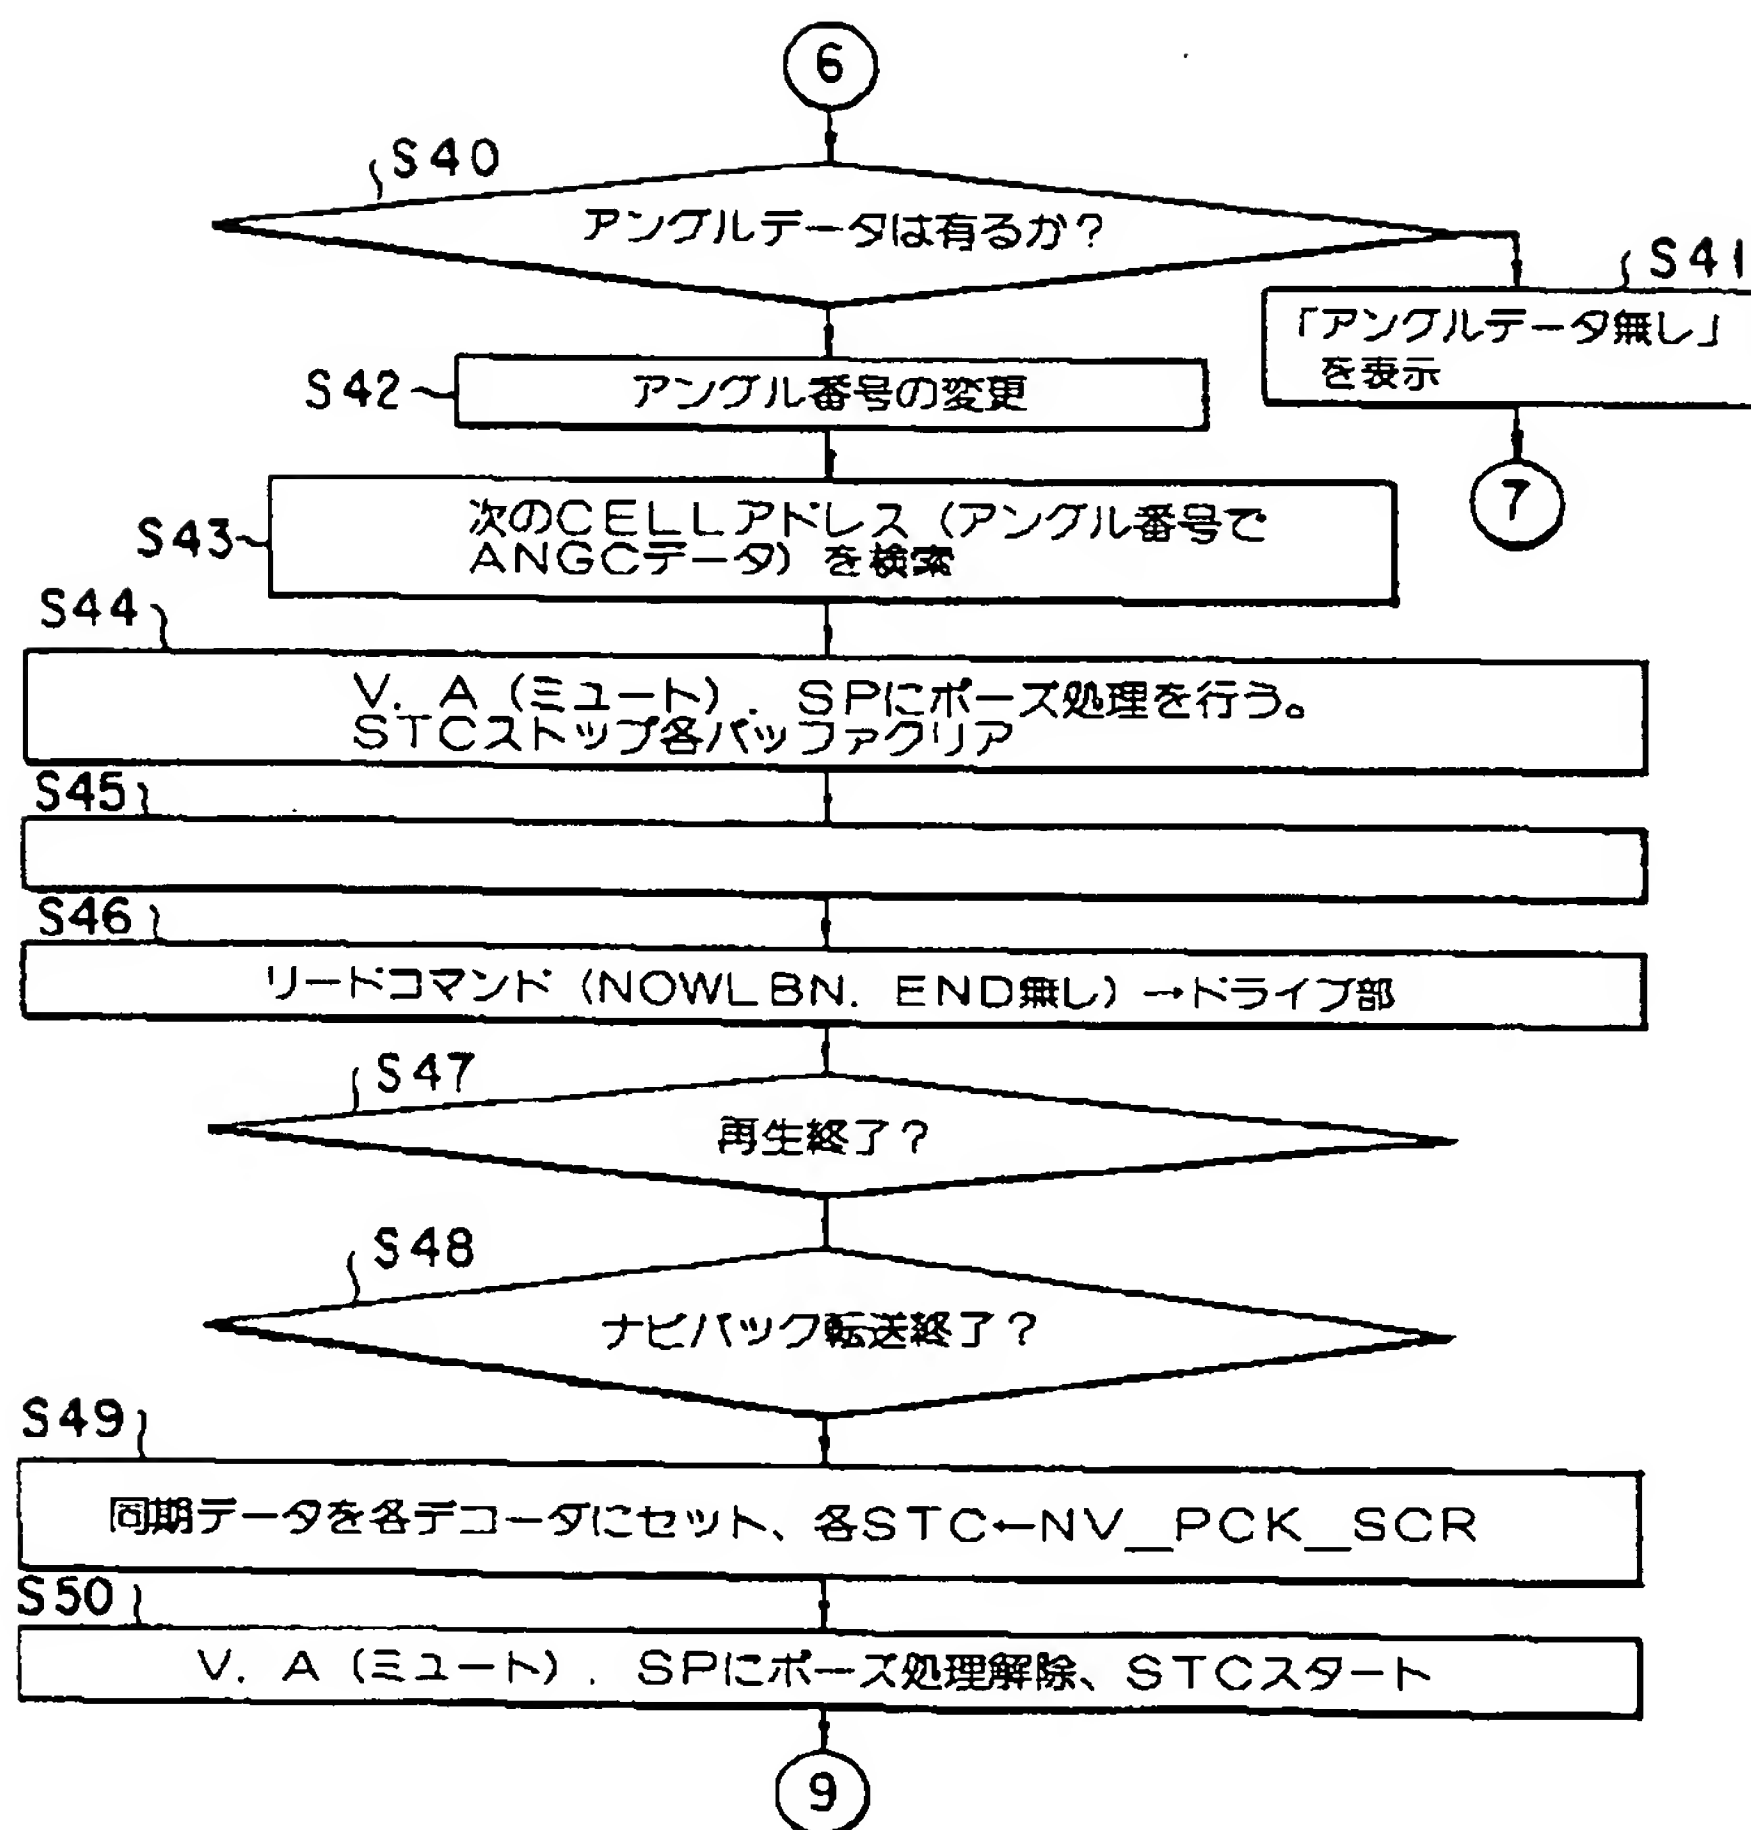 6
S40
アングルデータは有るか？
S41
「アングルデータ無し」
を表示
S42
アングル番号の変更
7
S43
次のCELLアドレス（アングル番号で
ANGCデータ）を検索
S44
V. A（ミュート）. SPにポーズ処理を行う。
STCストップ各バッファクリア
S45
S46
リードコマンド（NOWLBN. END無し）→ドライブ部
S47
再生終了？
S48
ナビパック転送終了？
S49
同期データを各デコーダにセット、各STC←NV_PCK_SCR
S50
V. A（ミュート）. SPにポーズ処理解除、STCスタート
9